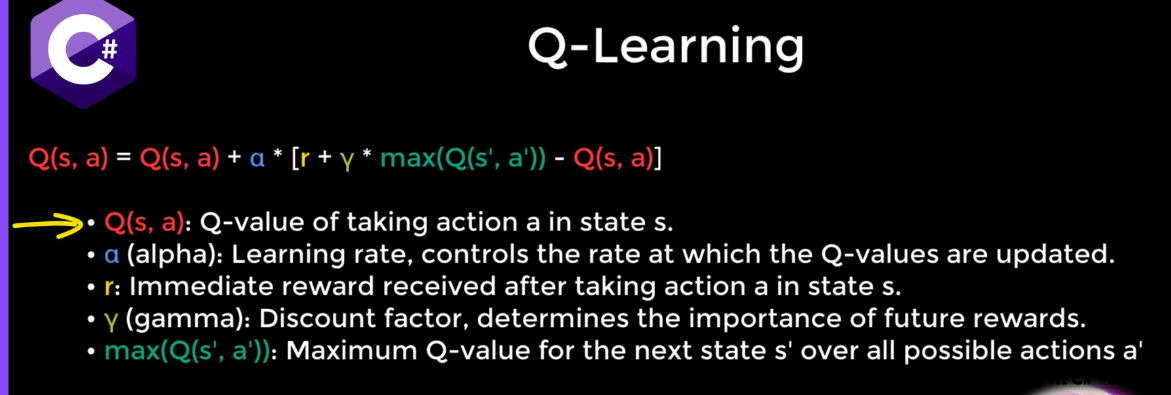 C#
Q-Learning
Q(s, a) = Q(s, a) + α * [r + γ * max(Q(s', a')) - Q(s, a)]
• Q(s, a): Q-value of taking action a in state s.
• α (alpha): Learning rate, controls the rate at which the Q-values are updated.
• r: Immediate reward received after taking action a in state s.
• γ (gamma): Discount factor, determines the importance of future rewards.
• max(Q(s', a')): Maximum Q-value for the next state s' over all possible actions a'